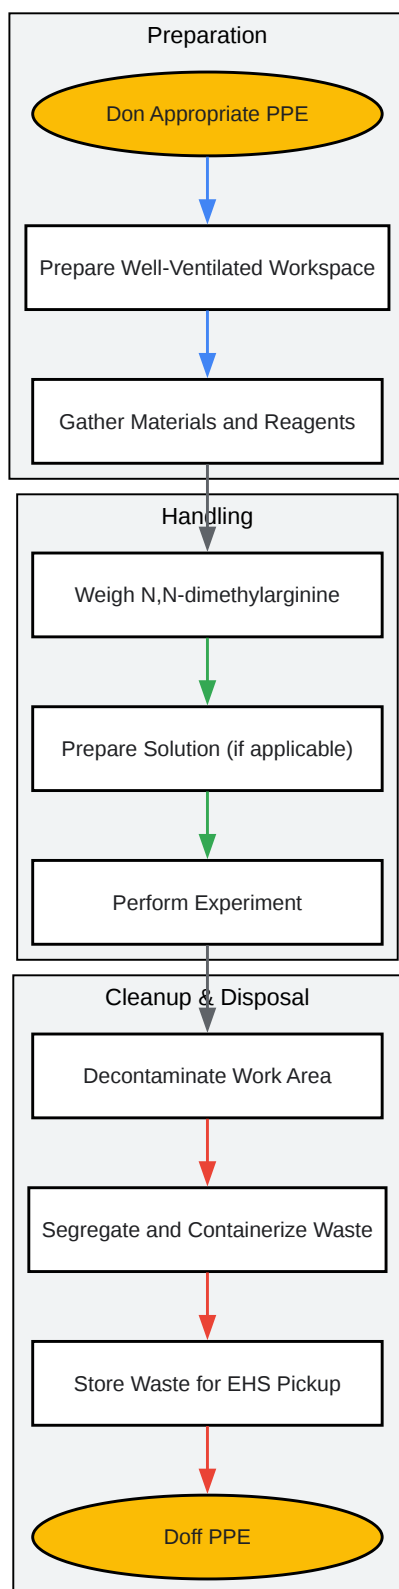 Preparation
Don Appropriate PPE
Prepare Well-Ventilated Workspace
Gather Materials and Reagents
Handling
Weigh N,N-dimethylarginine
Prepare Solution (if applicable)
Perform Experiment
Cleanup & Disposal
Decontaminate Work Area
Segregate and Containerize Waste
Store Waste for EHS Pickup
Doff PPE